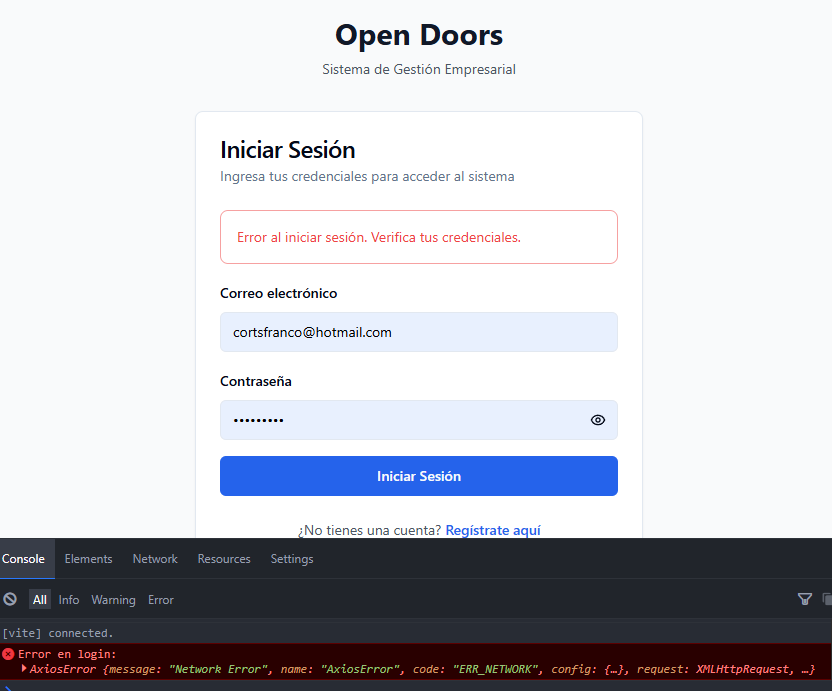 Open Doors
Sistema de Gestión Empresarial
Iniciar Sesión
Ingresa tus credenciales para acceder al sistema
Error al iniciar sesión. Verifica tus credenciales.
Correo electrónico
cortsfranco@hotmail.com
Contraseña
•••••••••
Iniciar Sesión
¿No tienes una cuenta? Regístrate aquí
Console Elements Network Resources Settings
All Info Warning Error
[vite] connected.
Error en login:
AxiosError {message: "Network Error", name: "AxiosError", code: "ERR_NETWORK", config: {…}, request: XMLHttpRequest, …}